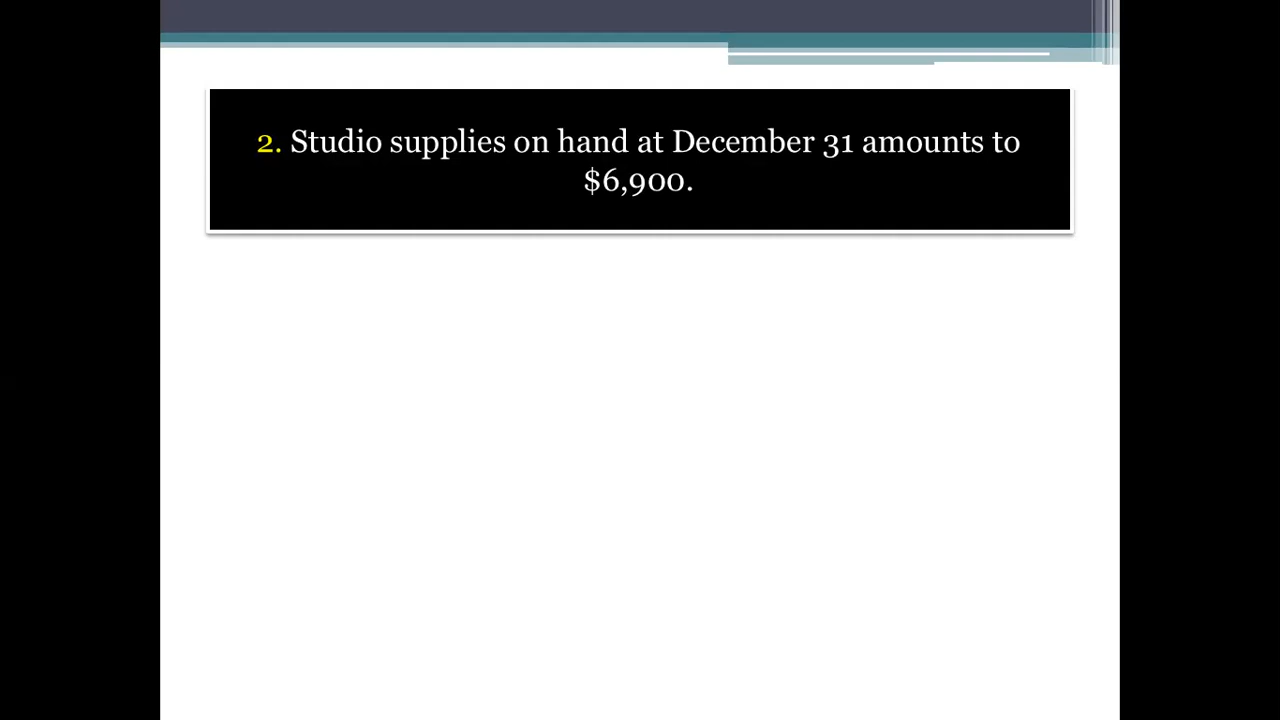 2. Studio supplies on hand at December 31 amounts to
$6,900.